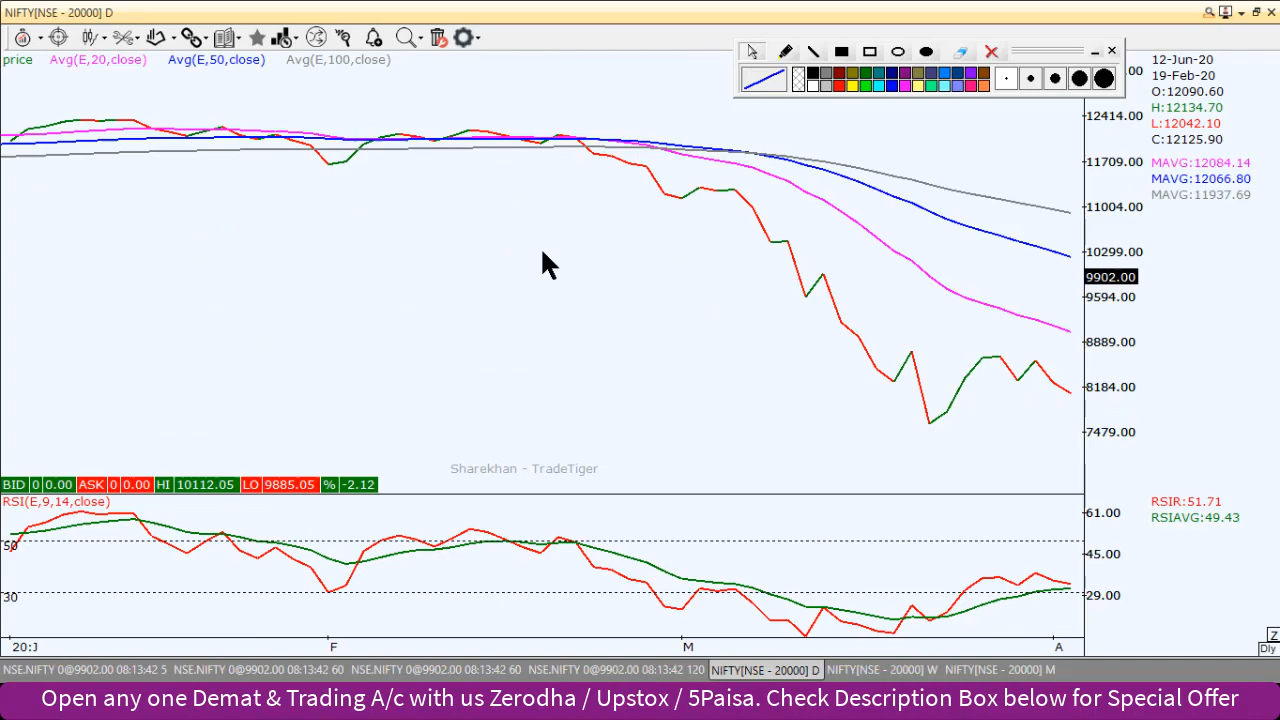 NIFTY[NSE - 20000] D
price Avg(E,20,close) Avg(E,50,close) Avg(E,100,close)
00
12414.00
11709.00
11004.00
10299.00
9902.00
9594.00
8889.00
8184.00
7479.00
12-Jun-20
19-Feb-20
O:12090.60
H:12134.70
L:12042.10
C:12125.90
MAVG:12084.14
MAVG:12066.80
MAVG:11937.69
Sharekhan - TradeTiger
BID 0 0.00 ASK 0 0.00 HI 10112.05 LO 9885.05 % -2.12
RSI(E,9,14,close)
RSIR:51.71
RSIAVG:49.43
61.00
50
45.00
30
29.00
20:J F M A
Z
Dly
NSE.NIFTY 0@9902.00 08:13:42 5 NSE.NIFTY 0@9902.00 08:13:42 60 NSE.NIFTY 0@9902.00 08:13:42 60 NSE.NIFTY 0@9902.00 08:13:42 120 NIFTY[NSE - 20000] D NIFTY[NSE - 20000] W NIFTY[NSE - 20000] M
Open any one Demat & Trading A/c with us Zerodha / Upstox / 5Paisa. Check Description Box below for Special Offer